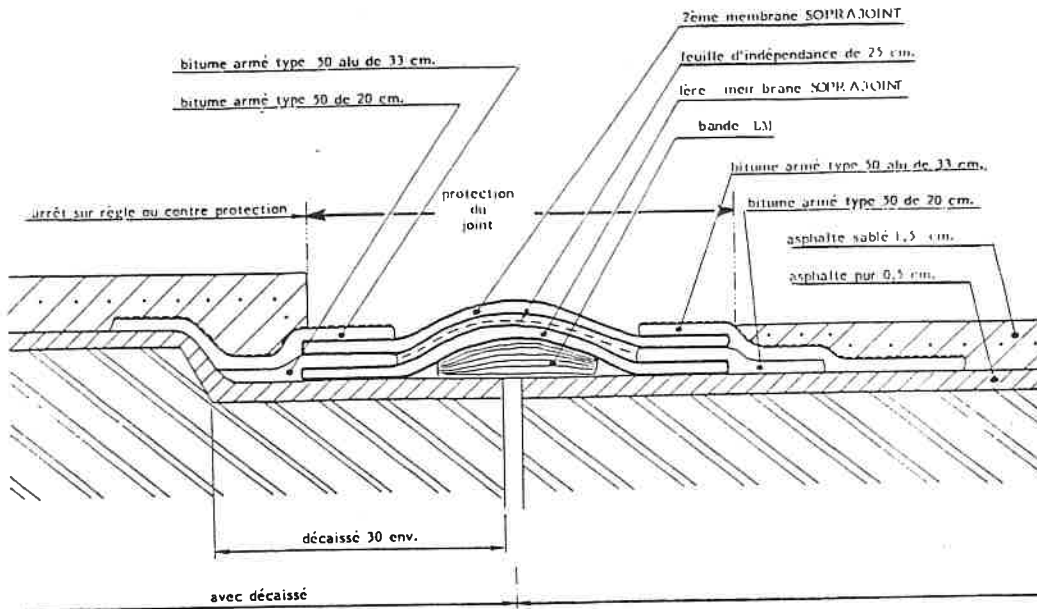 2ème membrane SOPRAJOINT
bitume armé type 50 alu de 33 cm.
feuille d'indépendance de 25 cm.
bitume armé type 50 de 20 cm.
1ère membrane SOPRAJOINT
bande LM
bitume armé type 50 alu de 33 cm.
arrêt sur règle ou contre protection
protection
du
joint
bitume armé type 50 de 20 cm.
asphalte sablé 1,5 cm.
asphalte pur 0,5 cm.
décaissé 30 env.
avec décaissé